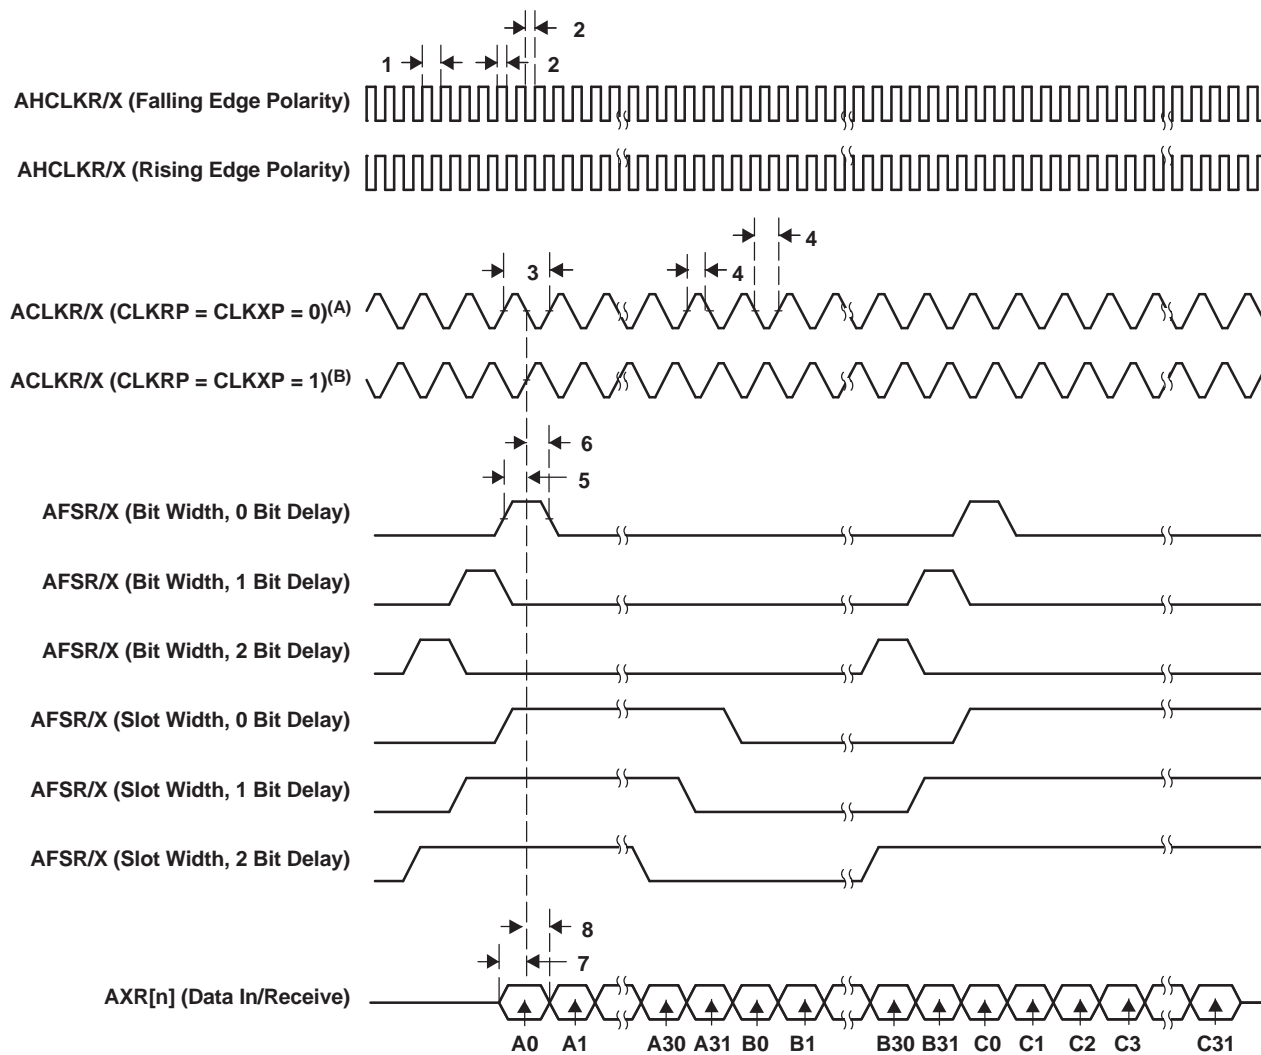 2
1
2
AHCLKR/X (Falling Edge Polarity)
AHCLKR/X (Rising Edge Polarity)
4
3
4
ACLKR/X (CLKRP = CLKXP = 0)(A)
ACLKR/X (CLKRP = CLKXP = 1)(B)
6
5
AFSR/X (Bit Width, 0 Bit Delay)
AFSR/X (Bit Width, 1 Bit Delay)
AFSR/X (Bit Width, 2 Bit Delay)
AFSR/X (Slot Width, 0 Bit Delay)
AFSR/X (Slot Width, 1 Bit Delay)
AFSR/X (Slot Width, 2 Bit Delay)
8
7
AXR[n] (Data In/Receive)
A0 A1 A30 A31 B0 B1 B30 B31 C0 C1 C2 C3 C31